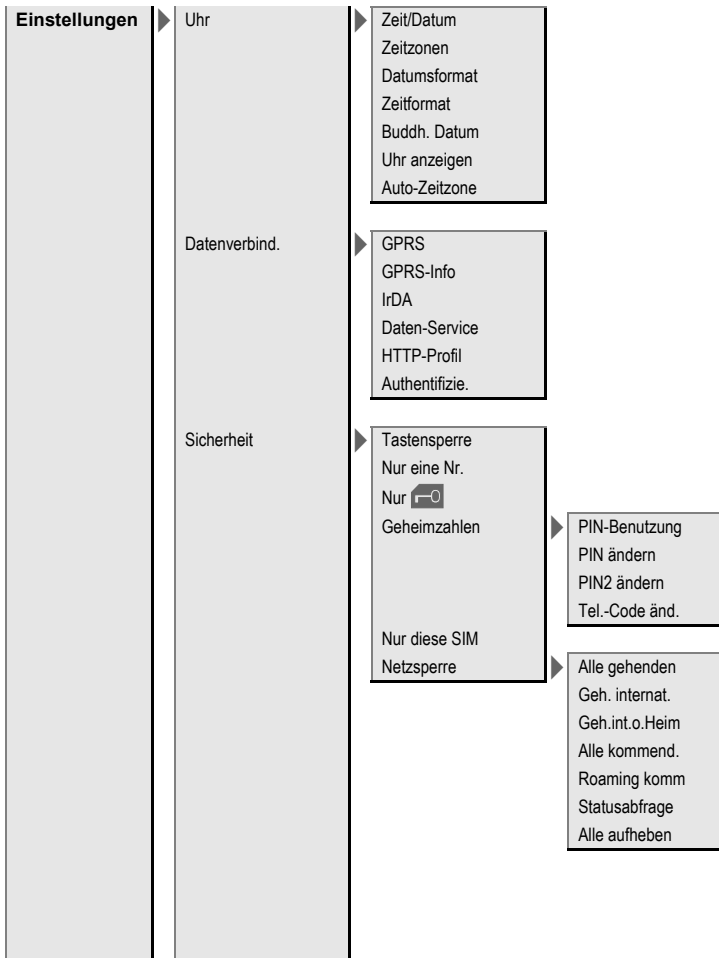 Einstellungen
Uhr
Zeit/Datum
Zeitzonen
Datumsformat
Zeitformat
Buddh. Datum
Uhr anzeigen
Auto-Zeitzone
Datenverbind.
GPRS
GPRS-Info
IrDA
Daten-Service
HTTP-Profil
Authentifizie.
Sicherheit
Tastensperre
Nur eine Nr.
Nur
Geheimzahlen
PIN-Benutzung
PIN ändern
PIN2 ändern
Tel.-Code änd.
Nur diese SIM
Netzsperre
Alle gehenden
Geh. internat.
Geh.int.o.Heim
Alle kommend.
Roaming komm
Statusabfrage
Alle aufheben